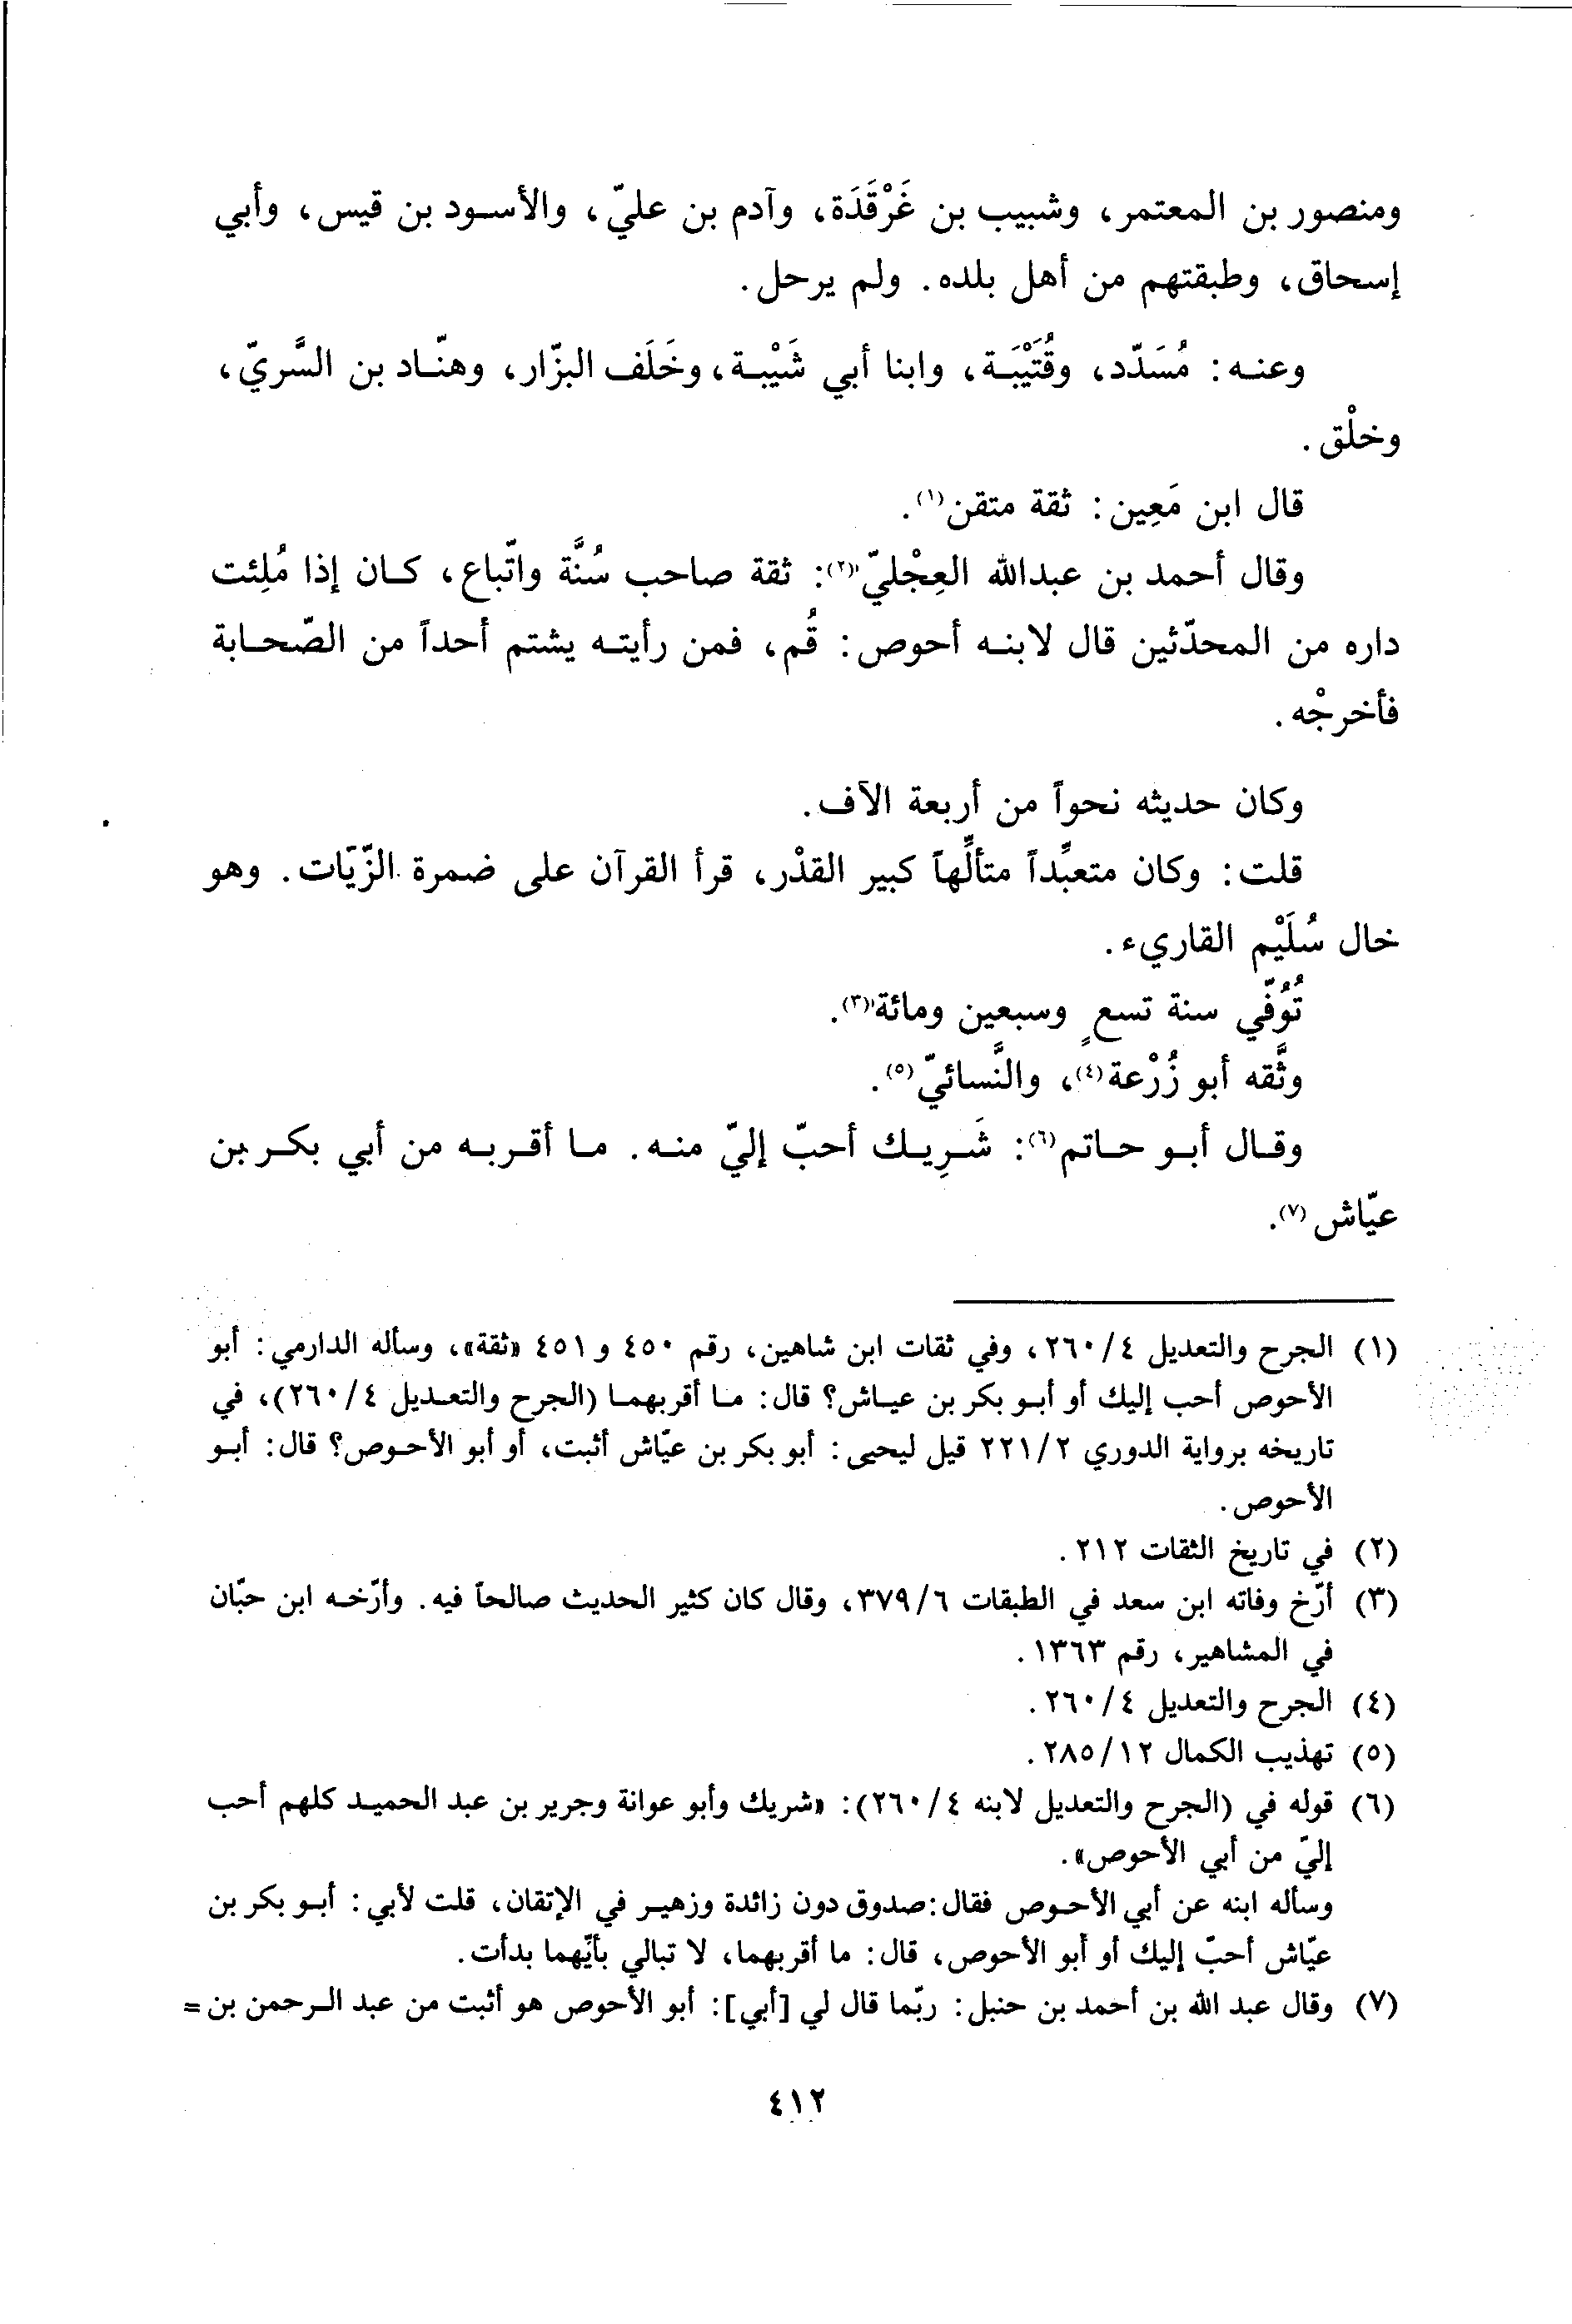 ومنصور بن المعتمر، وشبيب بن غَرْقَدَة، وآدم بن عليّ، والأسود بن قيس، وأبي
إسحاق، وطبقتهم من أهل بلده. ولم يرحل.
وعنه: مُسَدّد، وقُتَيْبَة، وابنا أبي شَيْبة، وخَلَف البزّار، وهنّاد بن السَّريّ،
وخلْق.
قال ابن مَعِين: ثقة متقن(١).
وقال أحمد بن عبدالله العِجْليّ(٢): ثقة صاحب سُنَّة واتّباع، كان إذا مُلِئت
داره من المحدّثين قال لابنه أحوص: قُم، فمن رأيته يشتم أحداً من الصّحابة
فأخرجْه.
وكان حديثه نحواً من أربعة الآف.
قلت: وكان متعبِّداً متألِّهاً كبير القدْر، قرأ القرآن على ضمرة الزّيّات. وهو
خال سُلَيْم القاريء.
تُوُفّي سنة تسعٍ وسبعين ومائة(٣).
وثَّقه أبو زُرْعة(٤)، والنَّسائيّ(٥).
وقال أبو حاتم(٦): شَرِيك أحبّ إليّ منه. ما أقربه من أبي بكر بن
عيّاش(٧).
(١) الجرح والتعديل ٢٦٠/٤، وفي ثقات ابن شاهين، رقم ٤٥٠ و ٤٥١ «ثقة»، وسأله الدارمي: أبو
الأحوص أحب إليك أو أبو بكر بن عياش؟ قال: ما أقربهما (الجرح والتعديل ٢٦٠/٤)، في
تاريخه برواية الدوري ٢٢١/٢ قيل ليحيى: أبو بكر بن عيّاش أثبت، أو أبو الأحوص؟ قال: أبو
الأحوص.
(٢) في تاريخ الثقات ٢١٢.
(٣) أرّخ وفاته ابن سعد في الطبقات ٣٧٩/٦، وقال كان كثير الحديث صالحاً فيه. وأرّخه ابن حبّان
في المشاهير، رقم ١٣٦٣.
(٤) الجرح والتعديل ٢٦٠/٤.
(٥) تهذيب الكمال ٢٨٥/١٢.
(٦) قوله في (الجرح والتعديل لابنه ٢٦٠/٤): «شريك وأبو عوانة وجرير بن عبد الحميد كلهم أحب
إليّ من أبي الأحوص».
وسأله ابنه عن أبي الأحوص فقال: صدوق دون زائدة وزهير في الإتقان، قلت لأبي: أبو بكر بن
عيّاش أحبّ إليك أو أبو الأحوص، قال: ما أقربهما، لا تبالي بأيّهما بدأت.
(٧) وقال عبد الله بن أحمد بن حنبل: ربّما قال لي [أبي]: أبو الأحوص هو أثبت من عبد الرحمن بن =
٤١٢